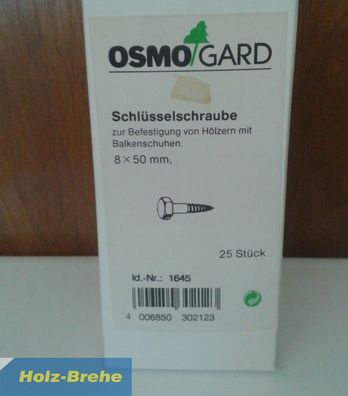 OSMO GARD
Schlüsselschraube
zur Befestigung von Hölzern mit
Balkenschuhen.
8 × 50 mm,
25 Stück
Id.-Nr.: 1645
4 006850 302123
Holz-Brehe